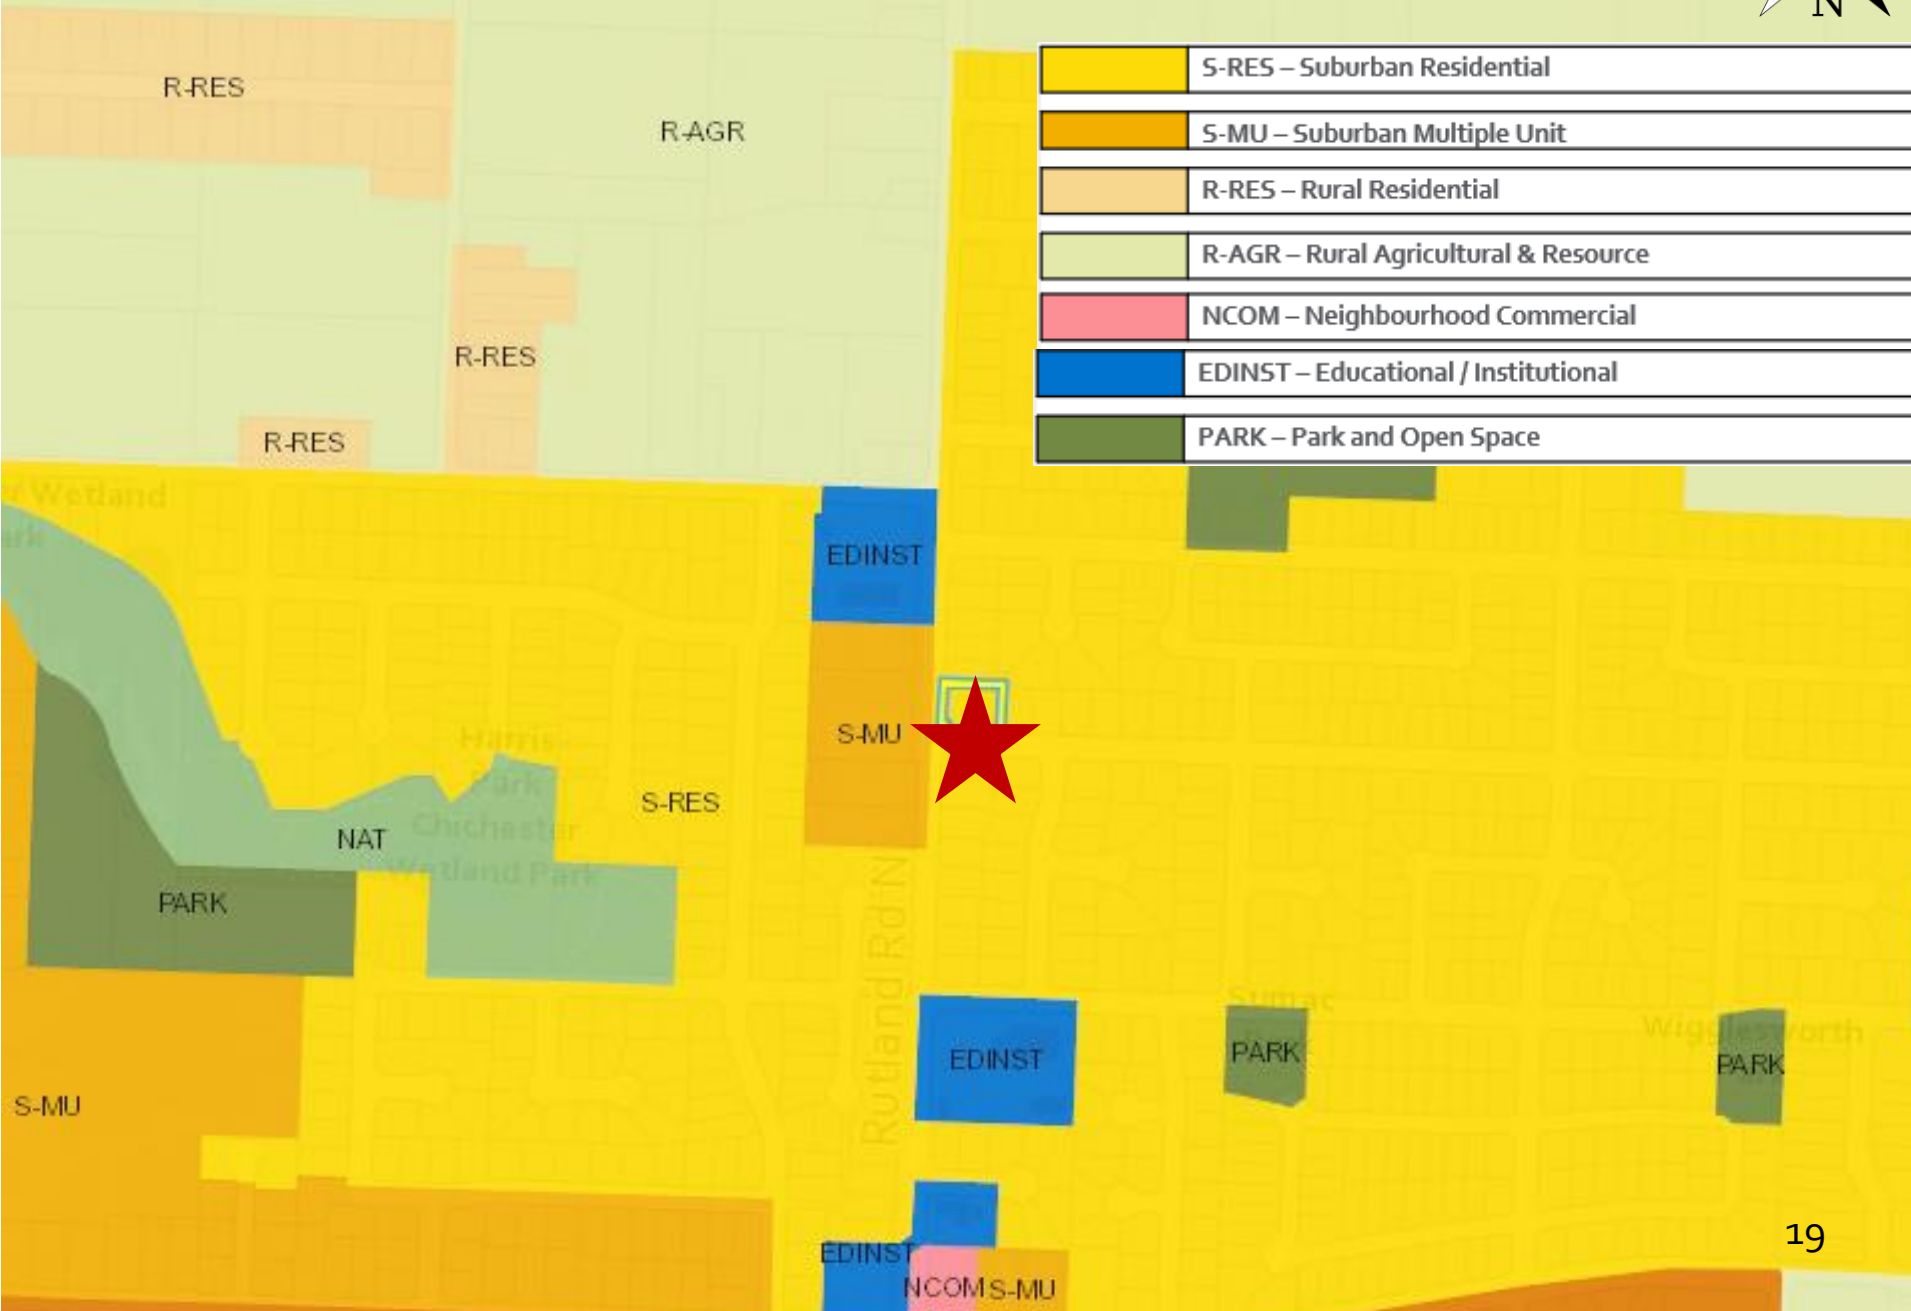 N
S-RES – Suburban Residential
S-MU – Suburban Multiple Unit
R-RES – Rural Residential
R-AGR – Rural Agricultural & Resource
NCOM – Neighbourhood Commercial
EDINST – Educational / Institutional
PARK – Park and Open Space
R-RES
R-AGR
R-RES
R-RES
Wetland
EDINST
S-MU
Harris
Park
Chichester
Wetland Park
S-RES
NAT
PARK
Rutland Rd N
Sumac
EDINST
PARK
Wigglesworth
PARK
S-MU
EDINST
NCOM
S-MU
19